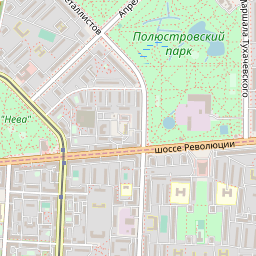 Маршала Тухачевского
Апре
еталлистов
Полюстровский
парк
"Нева"
шоссе Революции